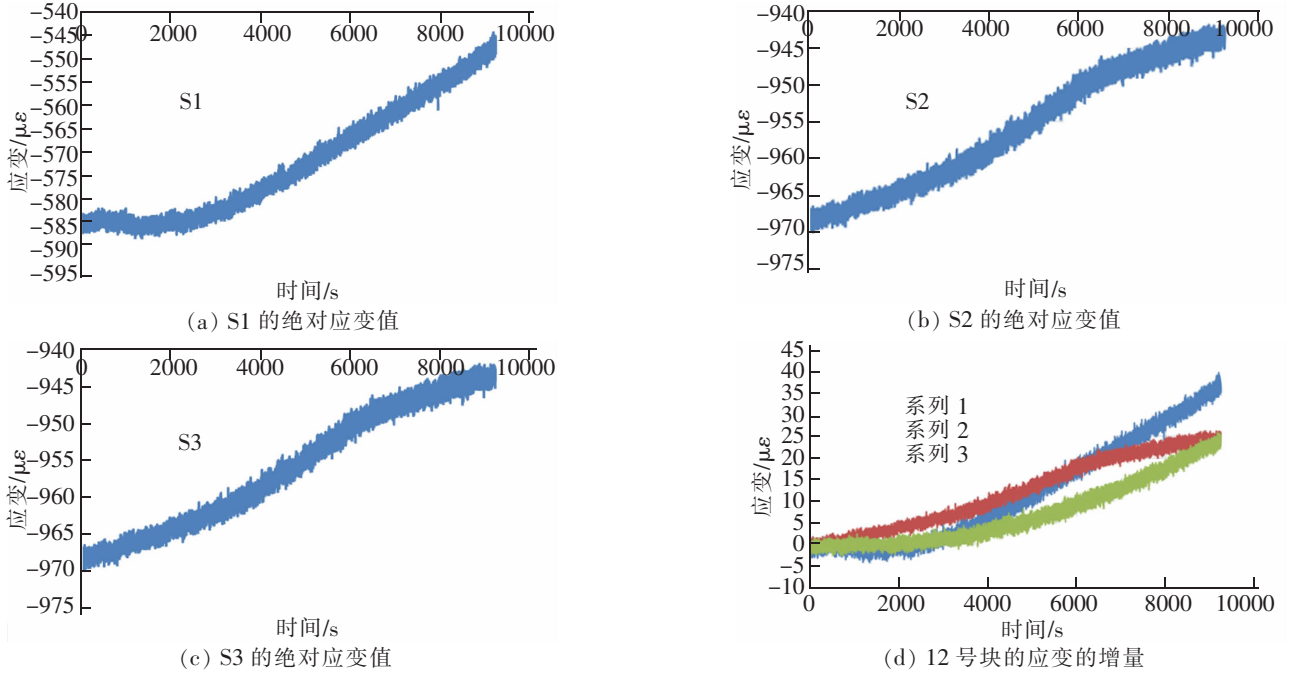 -540
-545
-550
-555
-560
-565
-570
-575
-580
-585
-590
-595
0 2000 4000 6000 8000 10000
S1
应变/με
时间/s
(a) S1 的绝对应变值
-940
-945
-950
-955
-960
-965
-970
-975
0 2000 4000 6000 8000 10000
S2
应变/με
时间/s
(b) S2 的绝对应变值
-940
-945
-950
-955
-960
-965
-970
-975
0 2000 4000 6000 8000 10000
S3
应变/με
时间/s
(c) S3 的绝对应变值
45
40
35
30
25
20
15
10
5
0
-5
-10
系列 1
系列 2
系列 3
应变/με
0 2000 4000 6000 8000 10000
时间/s
(d) 12 号块的应变的增量